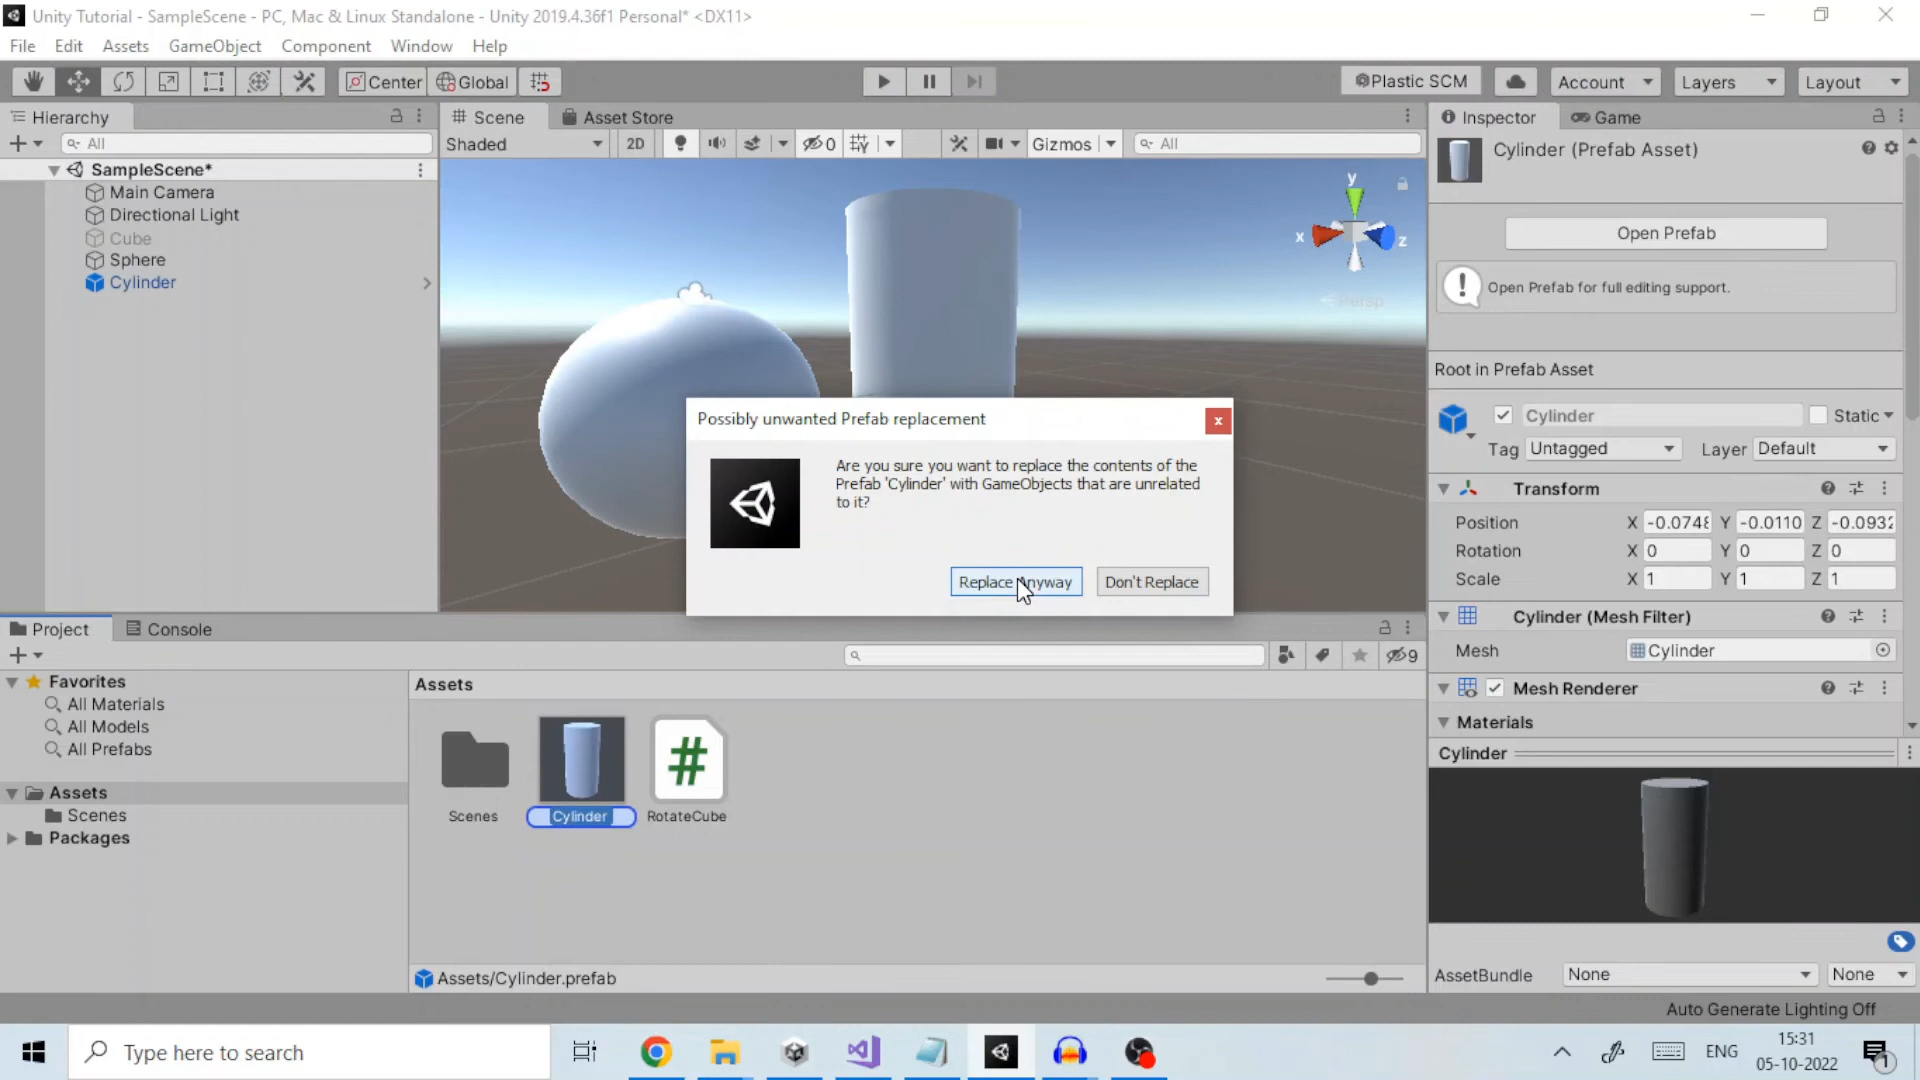 Unity Tutorial - SampleScene - PC, Mac & Linux Standalone - Unity 2019.4.36f1 Personal* <DX11>
File Edit Assets GameObject Component Window Help
Center Global Plastic SCM Account Layers Layout
Hierarchy
All
SampleScene*
Main Camera
Directional Light
Cube
Sphere
Cylinder
Scene Asset Store
Shaded 2D 0 Gizmos All
y
x z
Persp
Inspector Game
Cylinder (Prefab Asset)
Open Prefab
Open Prefab for full editing support.
Root in Prefab Asset
Cylinder Static
Tag Untagged Layer Default
Transform
Position X -0.0748 Y -0.0110 Z -0.0932
Rotation X 0 Y 0 Z 0
Scale X 1 Y 1 Z 1
Cylinder (Mesh Filter)
Mesh Cylinder
Mesh Renderer
Materials
Cylinder
AssetBundle None None
Possibly unwanted Prefab replacement
x
Are you sure you want to replace the contents of the
Prefab 'Cylinder' with GameObjects that are unrelated
to it?
Replace Anyway Don't Replace
Project Console
9
Favorites
All Materials
All Models
All Prefabs
Assets
Scenes
Packages
Assets
Scenes Cylinder RotateCube
Assets/Cylinder.prefab
Auto Generate Lighting Off
Type here to search
ENG
15:31
05-10-2022
1